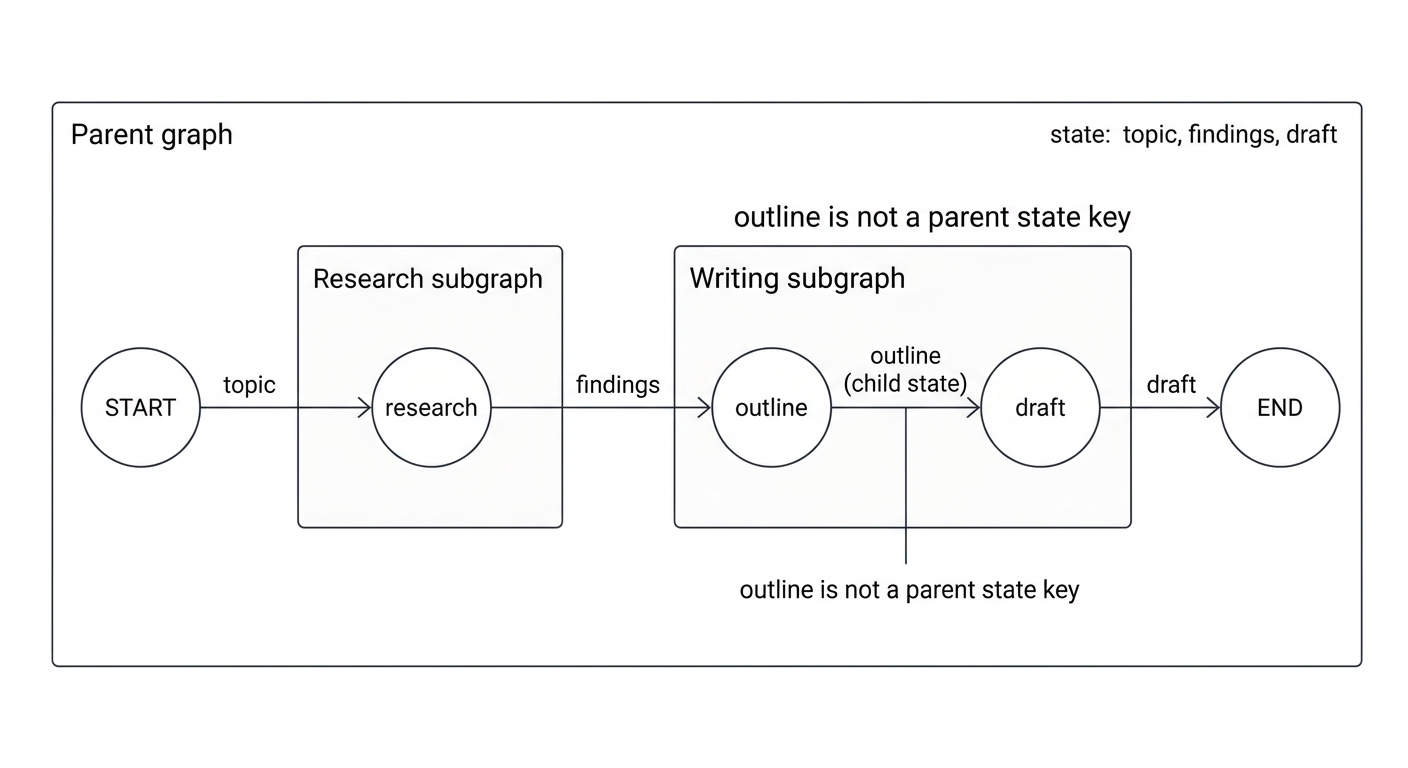 Parent graph
state: topic, findings, draft
outline is not a parent state key
Research subgraph
Writing subgraph
START
topic
research
findings
outline
outline
(child state)
draft
draft
END
outline is not a parent state key